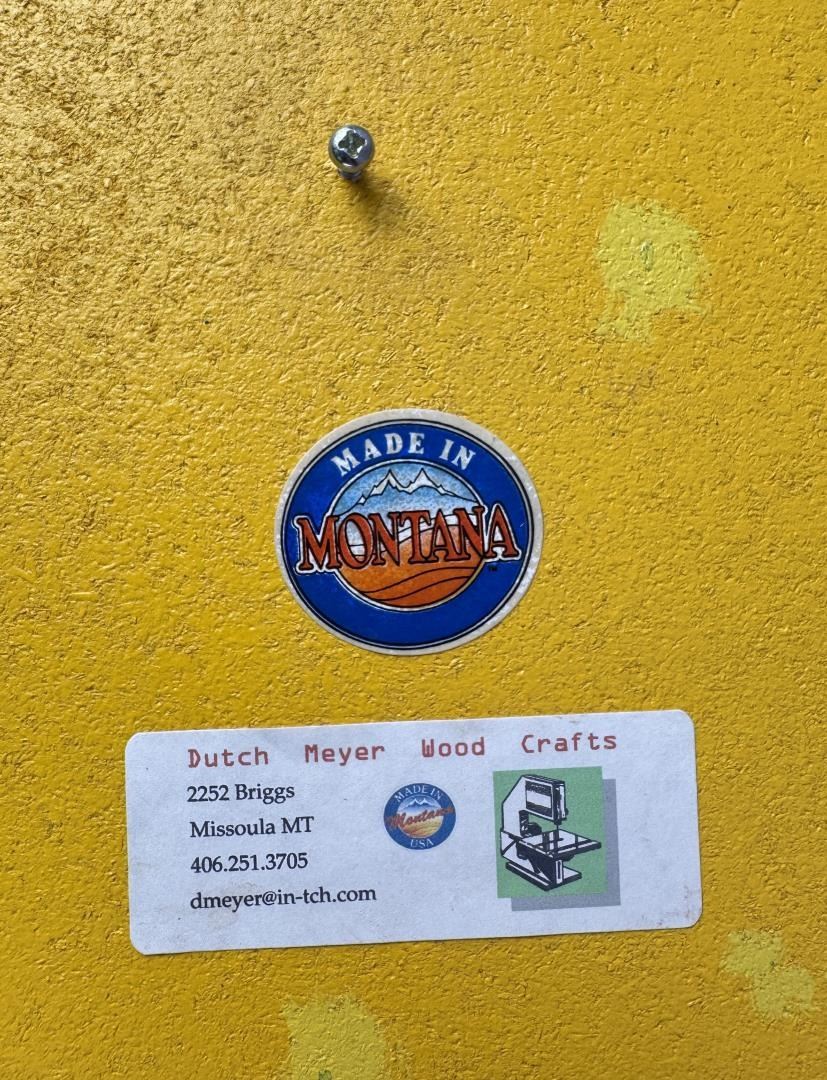 MADE IN
MONTANA
TM
Dutch Meyer Wood Crafts
2252 Briggs
Missoula MT
406.251.3705
dmeyer@in-tch.com
MADE IN
Montana
USA